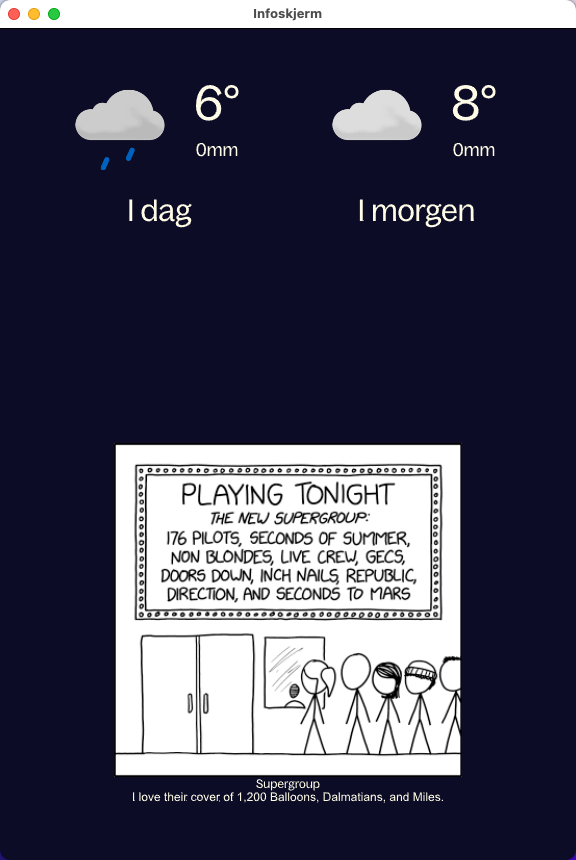 Infoskjerm
6°
0mm
I dag
8°
0mm
I morgen
PLAYING TONIGHT
THE NEW SUPERGROUP:
176 PILOTS, SECONDS OF SUMMER,
NON BLONDES, LIVE CREW, GECS,
DOORS DOWN, INCH NAILS, REPUBLIC,
DIRECTION, AND SECONDS TO MARS
Supergroup
I love their cover of 1,200 Balloons, Dalmatians, and Miles.